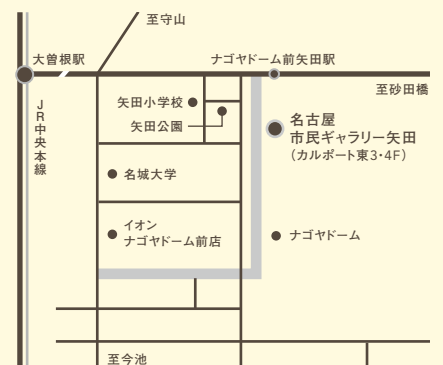 至守山
大曽根駅
ナゴヤドーム前矢田駅
至砂田橋
JR中央本線
矢田小学校
矢田公園
名古屋
市民ギャラリー矢田
(カルポート東3・4F)
名城大学
イオン
ナゴヤドーム前店
ナゴヤドーム
至今池